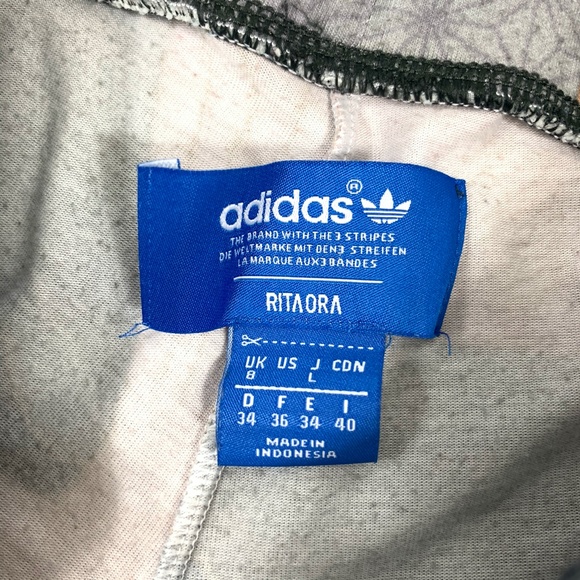 adidas®
THE BRAND WITH THE 3 STRIPES
DIE WELTMARKE MIT DEN 3 STREIFEN
LA MARQUE AUX 3 BANDES
RITA ORA
UK US J CDN
8 L
D F E I
34 36 34 40
MADE IN
INDONESIA